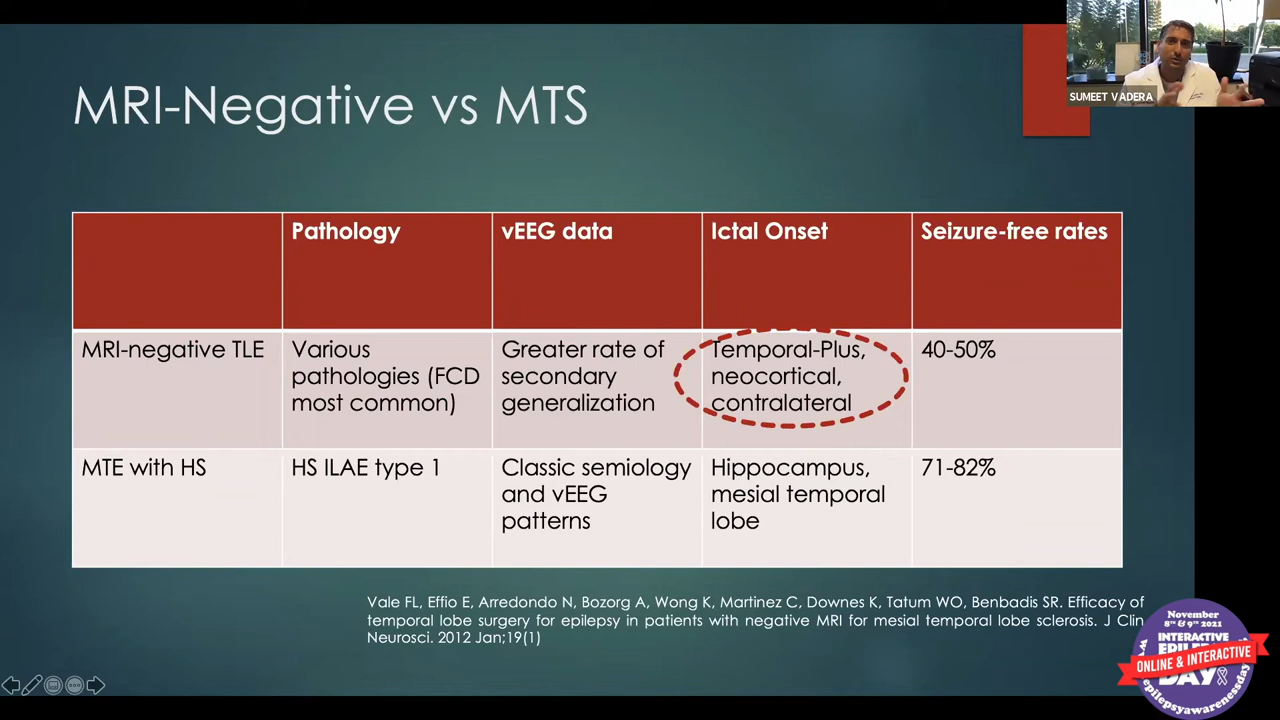 SUMEET VADERA
MRI-Negative vs MTS
Pathology
vEEG data
Ictal Onset
Seizure-free rates
MRI-negative TLE
Various
pathologies (FCD
most common)
Greater rate of
secondary
generalization
Temporal-Plus,
neocortical,
contralateral
40-50%
MTE with HS
HS ILAE type 1
Classic semiology
and vEEG
patterns
Hippocampus,
mesial temporal
lobe
71-82%
Vale FL, Effio E, Arredondo N, Bozorg A, Wong K, Martinez C, Downes K, Tatum WO, Benbadis SR. Efficacy of
temporal lobe surgery for epilepsy in patients with negative MRI for mesial temporal lobe sclerosis. J Clin
Neurosci. 2012 Jan;19(1)
November
8TH & 9TH 2021
INTERACTIVE
ONLINE & INTERACTIVE
DAY
epilepsyawarenessday